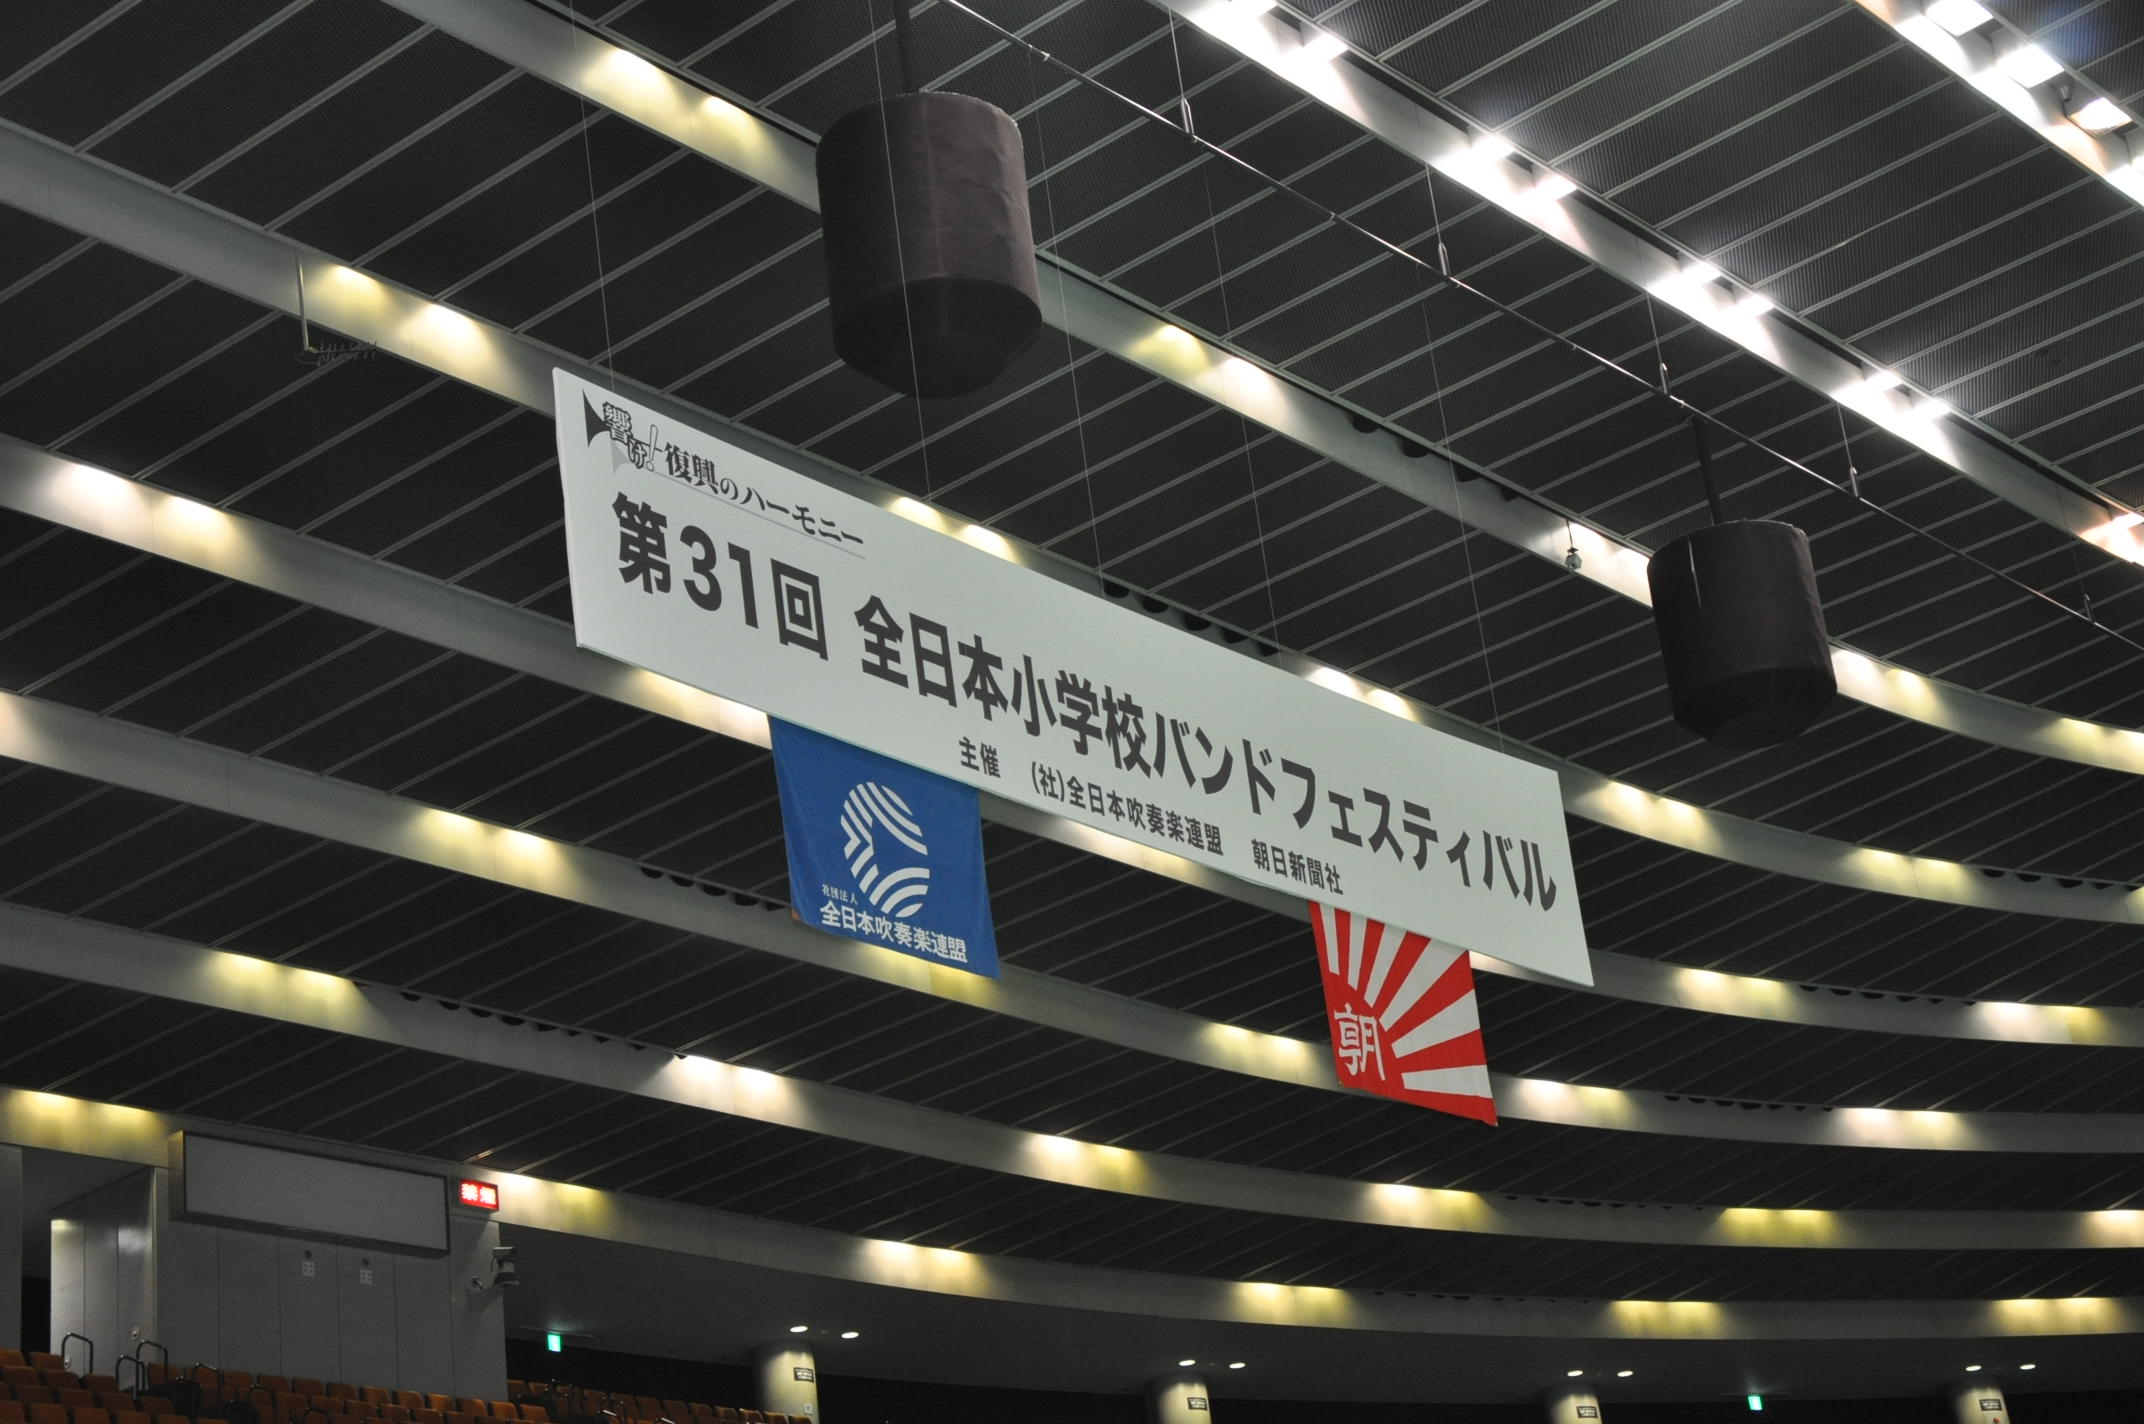 響け!復興のハーモニー
第31回 全日本小学校バンドフェスティバル
主催 (社)全日本吹奏楽連盟 朝日新聞社
社団法人
全日本吹奏楽連盟
朝
禁煙